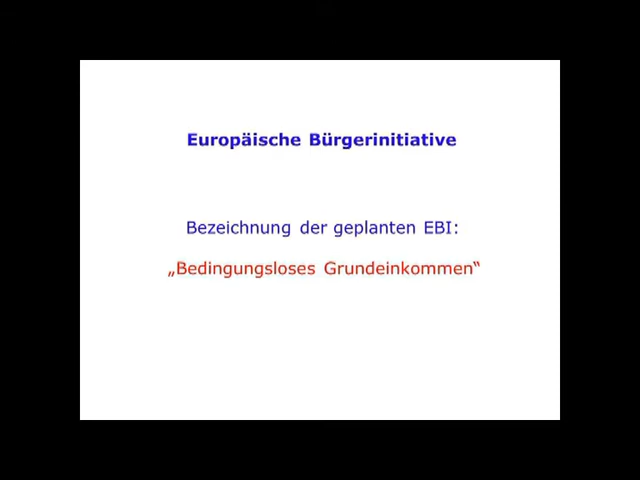 Europäische Bürgerinitiative
Bezeichnung der geplanten EBI:
„Bedingungsloses Grundeinkommen“